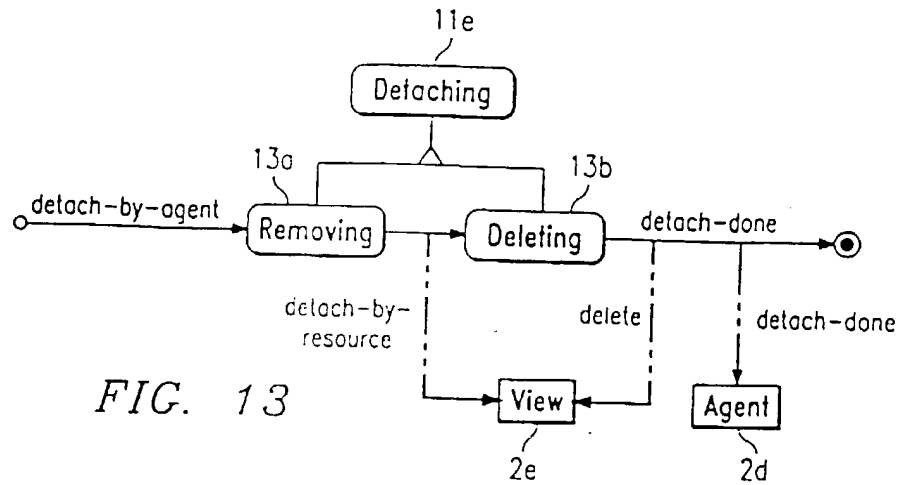 11e
Detaching
13a
13b
detach-by-agent
Removing
Deleting
detach-done
detach-by-
resource
delete
detach-done
FIG. 13
View
Agent
2e
2d